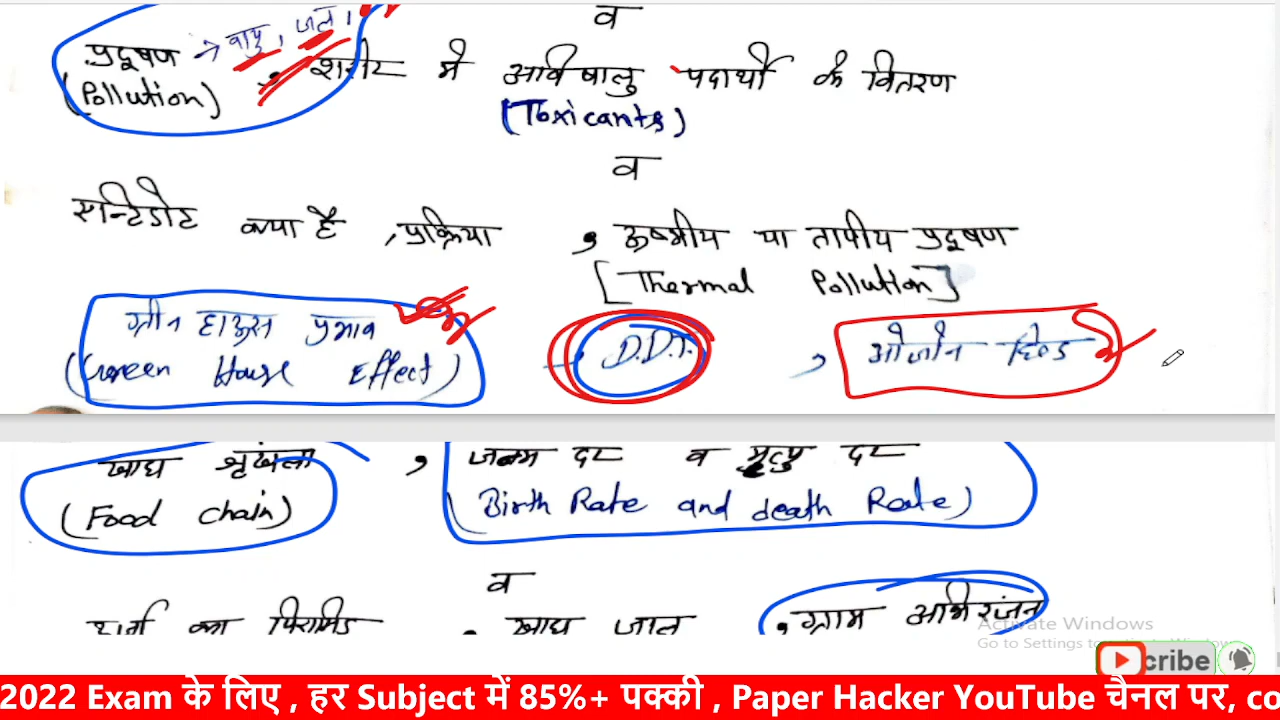 व
प्रदूषण → वायु, जल,
(Pollution)
शरीर में आविषालु पदार्थों के वितरण
(Toxicants)
व
एन्टिडोट क्या है , प्रक्रिया , ऊष्मीय या तापीय प्रदूषण
[Thermal Pollution]
ग्रीन हाऊस प्रभाव
(Green House Effect)
D.D.T. , ओजोन छिद्र
खाद्य श्रृंखला , जन्म दर व मृत्यु दर
(Food chain) (Birth Rate and death Rate)
व
ऊर्जा का पिरामिड , खाद्य जाल , ग्राम अभिरंजन
Activate Windows
Go to Settings to activate Windows
cribe
2022 Exam के लिए , हर Subject में 85%+ पक्की , Paper Hacker YouTube चैनल पर, co